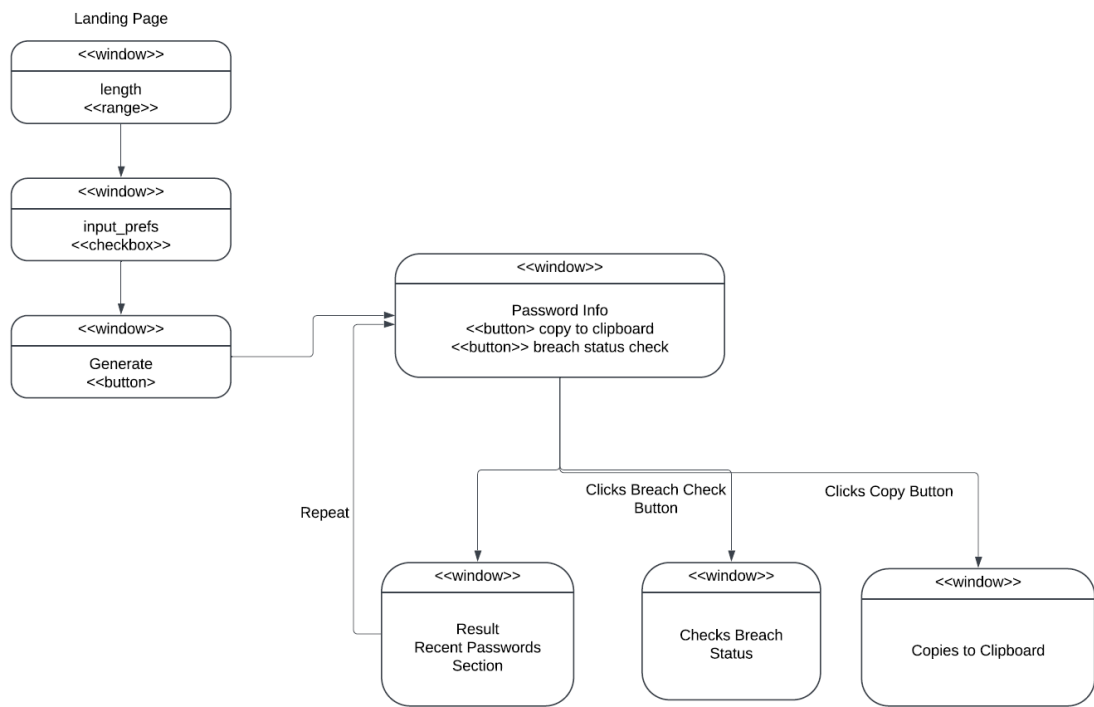 Landing Page
<<window>>
length
<<range>>
<<window>>
input_prefs
<<checkbox>>
<<window>>
Generate
<<button>
<<window>>
Password Info
<<button> copy to clipboard
<<button>> breach status check
Repeat
Clicks Breach Check
Button
Clicks Copy Button
<<window>>
Result
Recent Passwords
Section
<<window>>
Checks Breach
Status
<<window>>
Copies to Clipboard